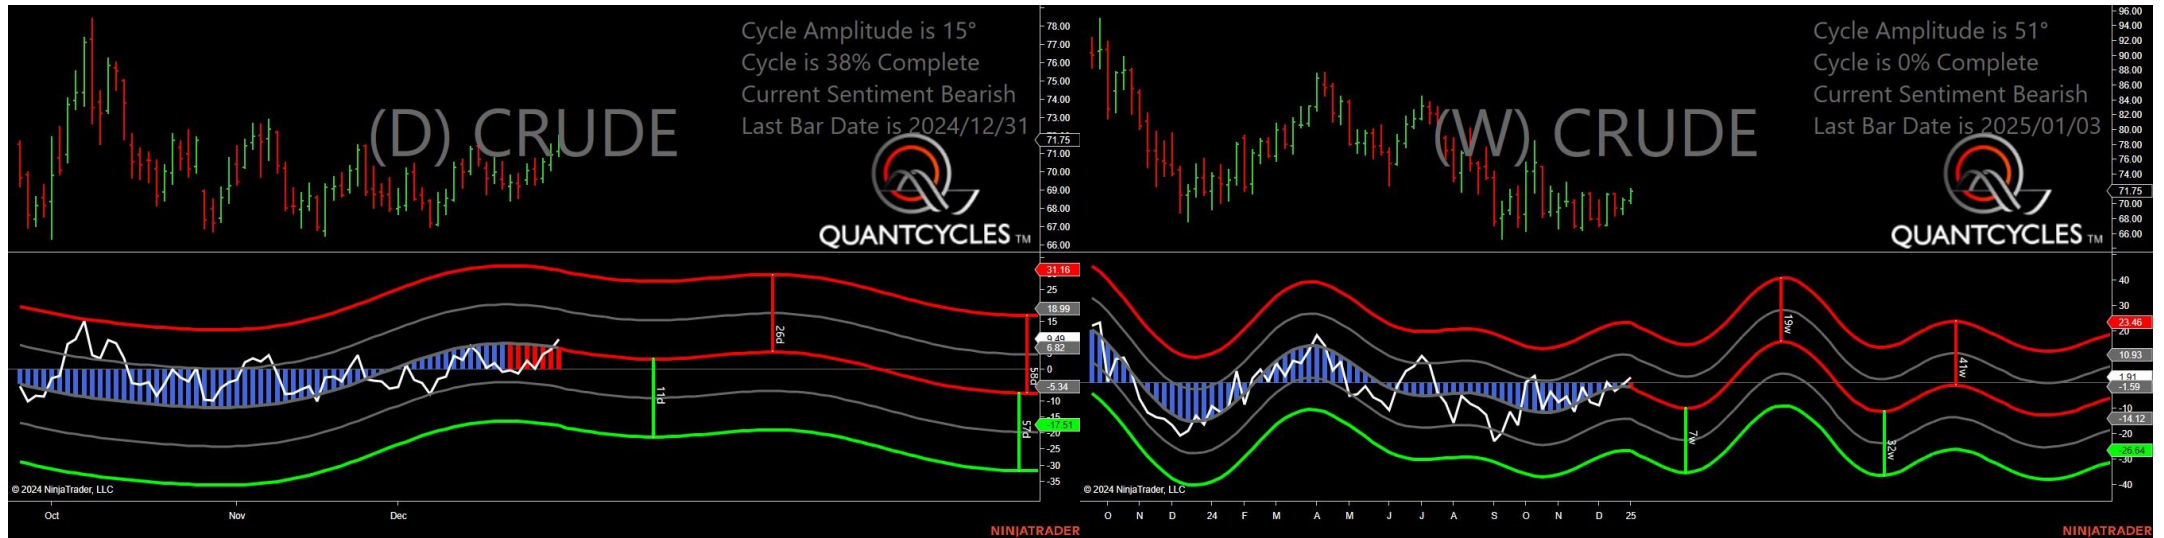 Cycle Amplitude is 15°
Cycle is 38% Complete
Current Sentiment Bearish
Last Bar Date is 2024/12/31
(D) CRUDE
QUANTCYCLES TM
78.00
77.00
76.00
75.00
74.00
73.00
71.75
71.00
70.00
69.00
68.00
67.00
66.00
31.16
25
18.99
15
9.49
6.82
0
-5.34
-10
-15
-17.51
-20
-25
-30
-35
11d
26d
58d
57d
© 2024 NinjaTrader, LLC
Oct Nov Dec
NINJATRADER
Cycle Amplitude is 51°
Cycle is 0% Complete
Current Sentiment Bearish
Last Bar Date is 2025/01/03
(W) CRUDE
QUANTCYCLES TM
96.00
94.00
92.00
90.00
88.00
86.00
84.00
82.00
80.00
78.00
76.00
74.00
71.75
70.00
68.00
66.00
40
30
23.46
20
10.93
1.91
-1.59
-10
-14.12
-20
-26.64
-30
-40
7w
19w
32w
41w
© 2024 NinjaTrader, LLC
O N D 24 F M A M J J A S O N D 25
NINJATRADER